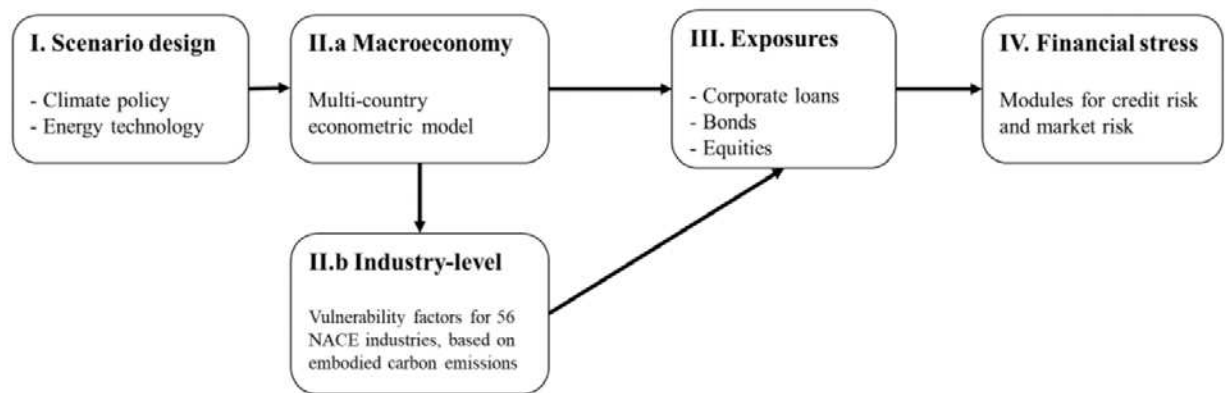 I. Scenario design
- Climate policy
- Energy technology
II.a Macroeconomy
Multi-country
econometric model
II.b Industry-level
Vulnerability factors for 56
NACE industries, based on
embodied carbon emissions
III. Exposures
- Corporate loans
- Bonds
- Equities
IV. Financial stress
Modules for credit risk
and market risk